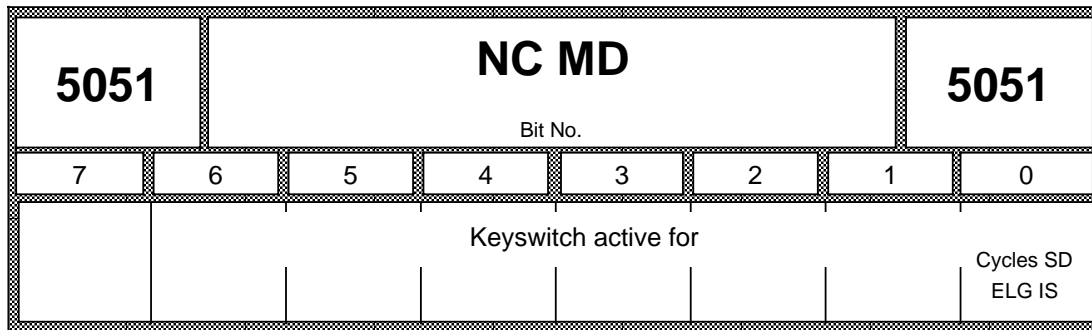 5051
NC MD
5051
Bit No.
7 6 5 4 3 2 1 0
Keyswitch active for
Cycles SD
ELG IS